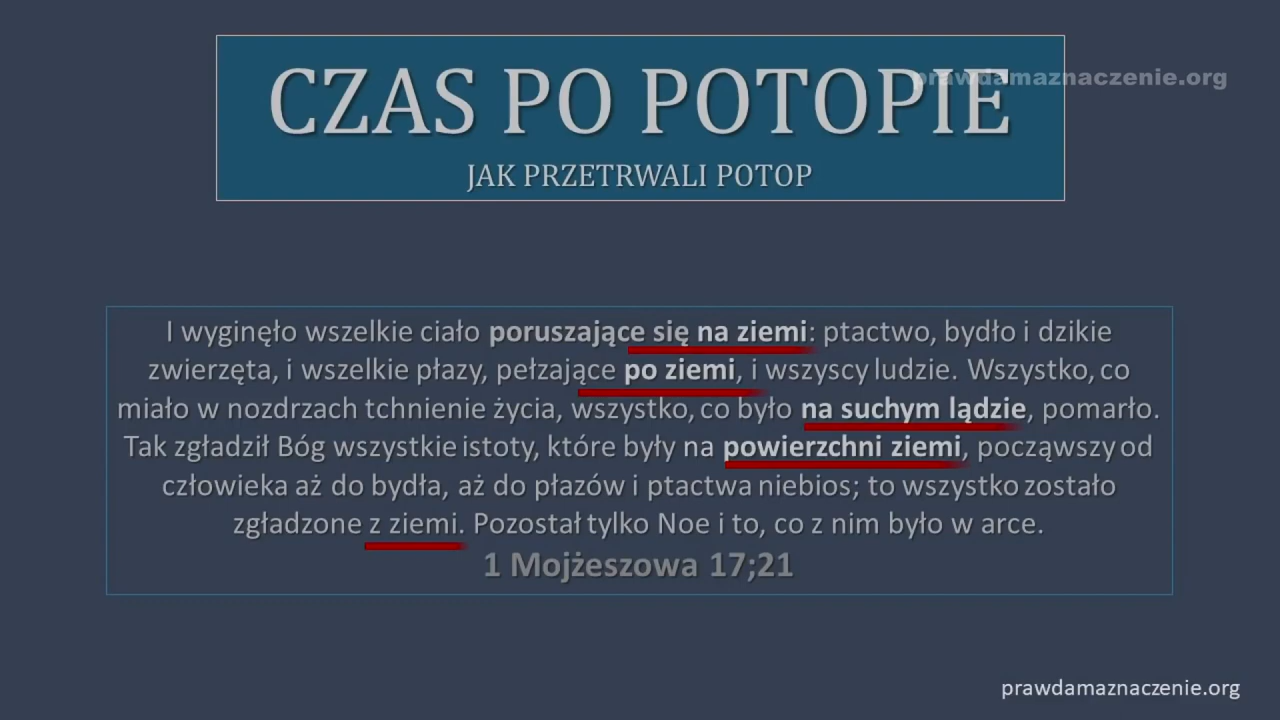 prawdamaznaczenie.org
CZAS PO POTOPIE
JAK PRZETRWALI POTOP
I wyginęło wszelkie ciało poruszające się na ziemi: ptactwo, bydło i dzikie
zwierzęta, i wszelkie płazy, pełzające po ziemi, i wszyscy ludzie. Wszystko, co
miało w nozdrzach tchnienie życia, wszystko, co było na suchym lądzie, pomarło.
Tak zgładził Bóg wszystkie istoty, które były na powierzchni ziemi, począwszy od
człowieka aż do bydła, aż do płazów i ptactwa niebios; to wszystko zostało
zgładzone z ziemi. Pozostał tylko Noe i to, co z nim było w arce.
1 Mojżeszowa 17;21
prawdamaznaczenie.org